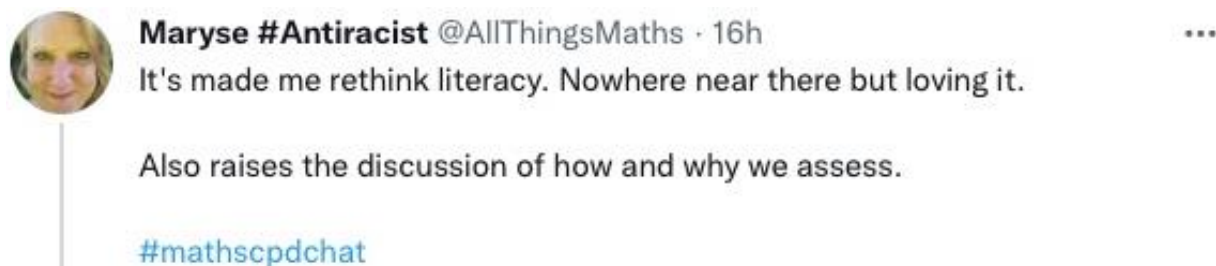 Maryse #Antiracist @AllThingsMaths · 16h
It's made me rethink literacy. Nowhere near there but loving it.
Also raises the discussion of how and why we assess.
#mathscpdchat